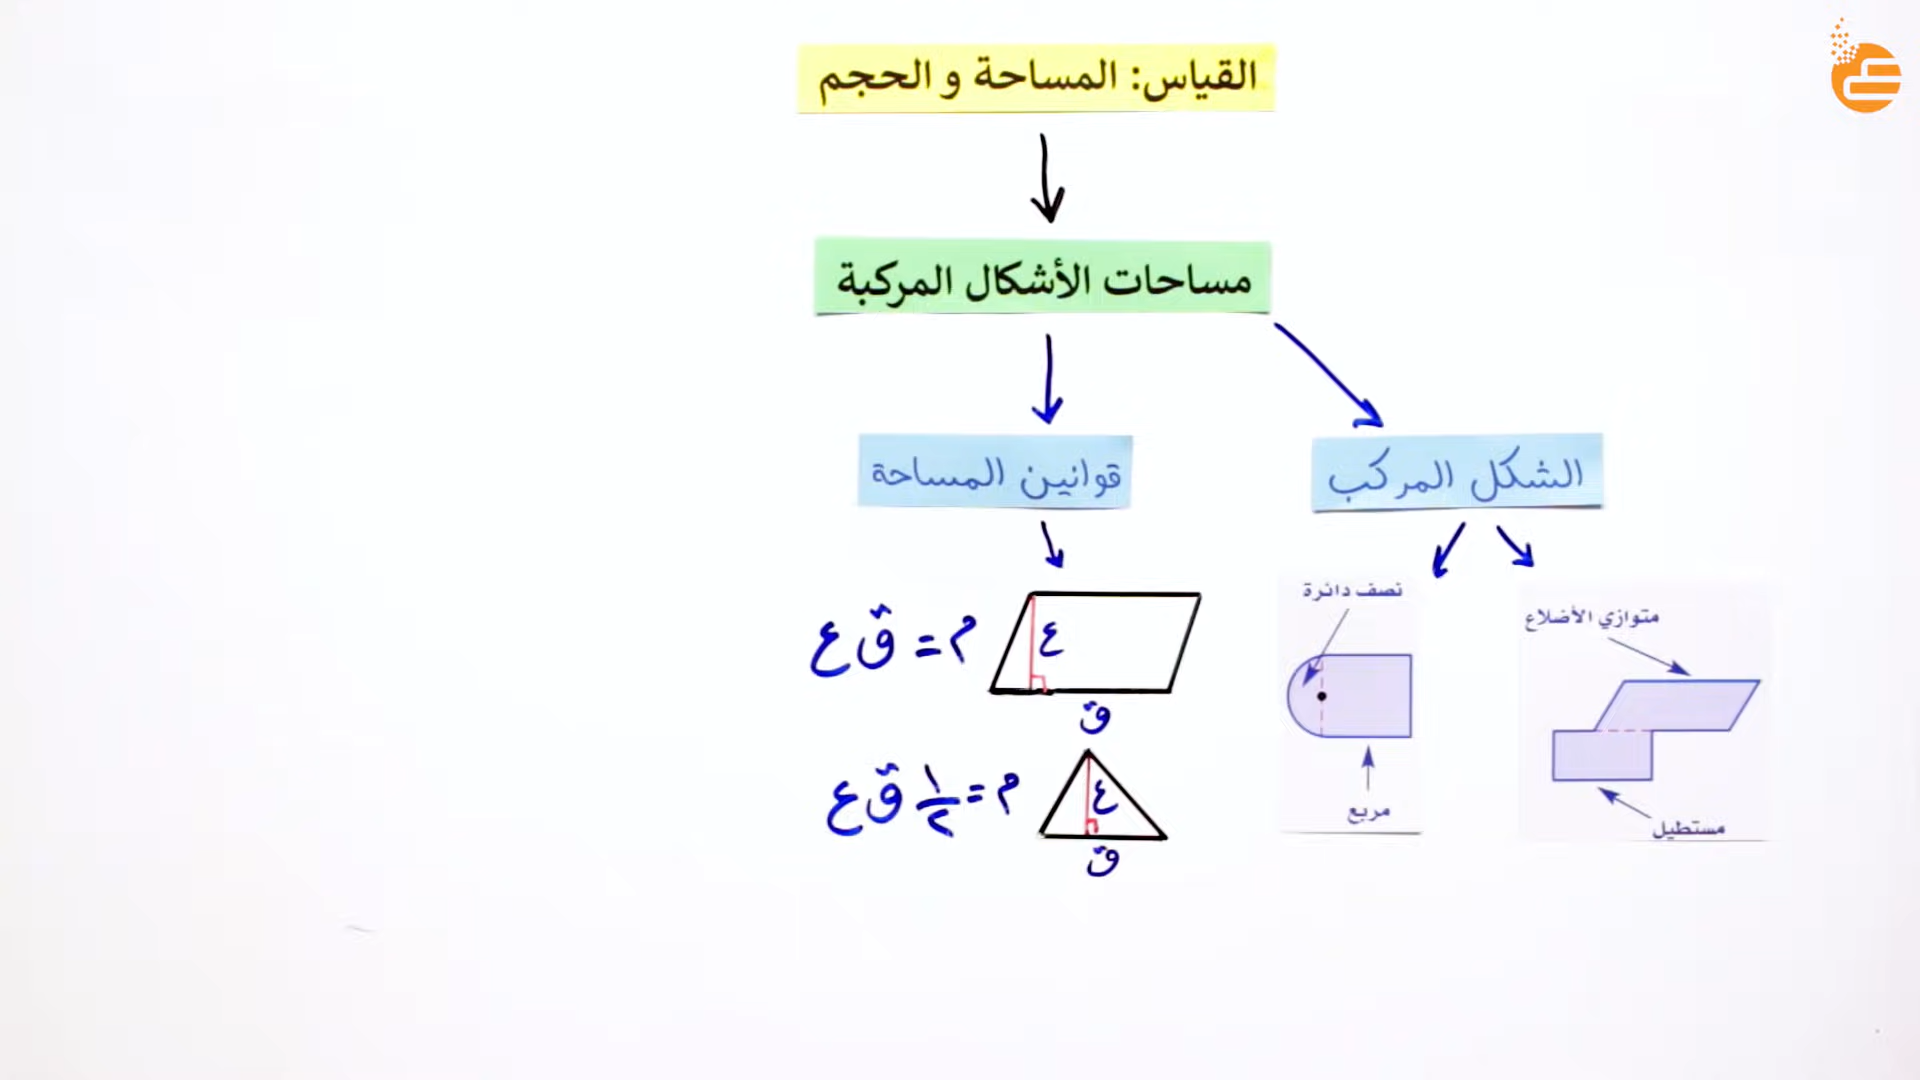 القياس: المساحة و الحجم
مساحات الأشكال المركبة
الشكل المركب
قوانين المساحة
متوازي الأضلاع
مستطيل
نصف دائرة
مربع
ع
م = ق ع
ق
ع
م = ١/٢ ق ع
ق